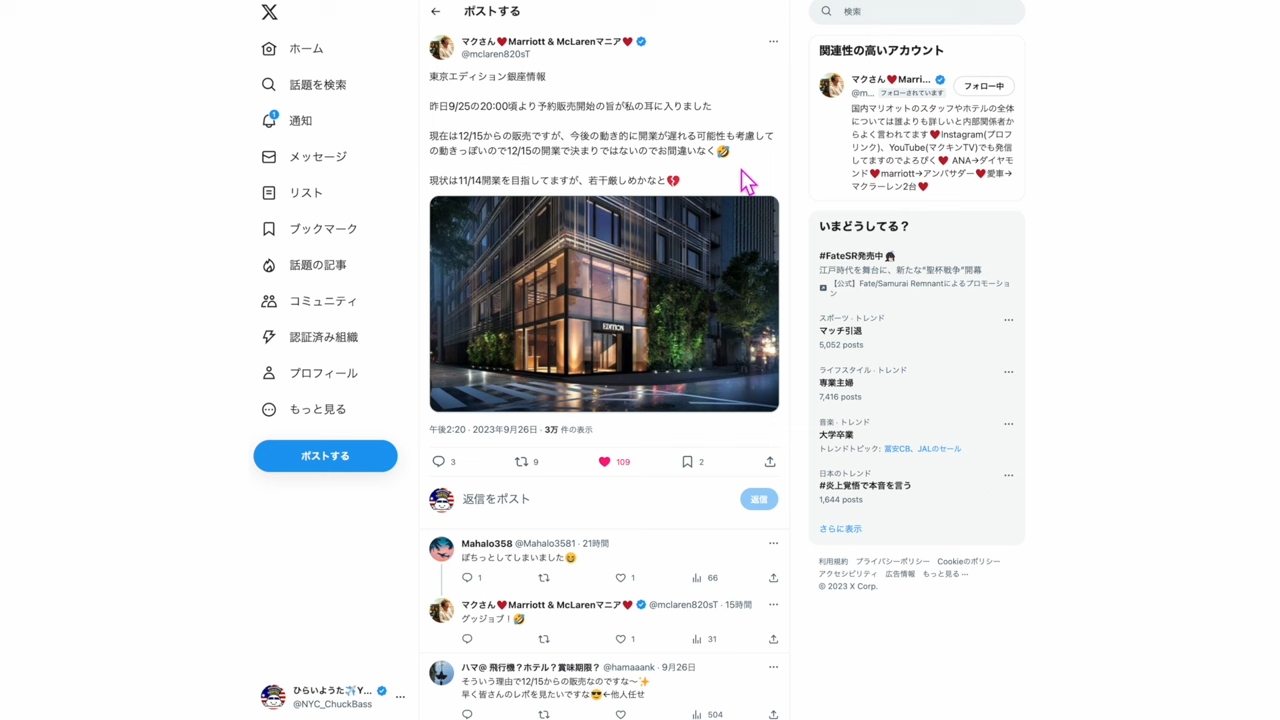 ホーム
話題を検索
1
通知
メッセージ
リスト
ブックマーク
話題の記事
コミュニティ
認証済み組織
プロフィール
もっと見る
ポストする
ひらいようた✈️Y...
@NYC_ChuckBass
ポストする
マクさん❤️Marriott & McLarenマニア❤️
@mclaren820sT
東京エディション銀座情報
昨日9/25の20:00頃より予約販売開始の旨が私の耳に入りました
現在は12/15からの販売ですが、今後の動き的に開業が遅れる可能性も考慮して
の動きっぽいので12/15の開業で決まりではないのでお間違いなく🤣
現状は11/14開業を目指してますが、若干厳しめかなと💔
EDITION
午後2:20 · 2023年9月26日 · 3万 件の表示
3 9 109 2
返信をポスト
返信
Mahalo358 @Mahalo3581 · 21時間
ぽちっとしてしまいました😆
1 1 66
マクさん❤️Marriott & McLarenマニア❤️ @mclaren820sT · 15時間
グッジョブ！🤣
1 31
ハマ@ 飛行機？ホテル？賞味期限？ @hamaaank · 9月26日
そういう理由で12/15からの販売なのですな〜✨
早く皆さんのレポを見たいですな😎←他人任せ
504
検索
関連性の高いアカウント
マクさん❤️Marri...
@m... フォローされています
フォロー中
国内マリオットのスタッフやホテルの全体
については誰よりも詳しいと内部関係者か
らよく言われてます❤️Instagram(プロフ
リンク)、YouTube(マクキンTV)でも発信
してますのでよろぴく❤️ ANA→ダイヤモ
ンド❤️marriott→アンバサダー❤️愛車→
マクラーレン2台❤️
いまどうしてる？
#FateSR発売中
江戸時代を舞台に、新たな"聖杯戦争"開幕
【公式】Fate/Samurai Remnantによるプロモーショ
ン
スポーツ · トレンド
マッチ引退
5,052 posts
ライフスタイル · トレンド
専業主婦
7,416 posts
音楽 · トレンド
大学卒業
トレンドトピック: 冨安CB、JALのセール
日本のトレンド
#炎上覚悟で本音を言う
1,644 posts
さらに表示
利用規約 プライバシーポリシー Cookieのポリシー
アクセシビリティ 広告情報 もっと見る ···
© 2023 X Corp.